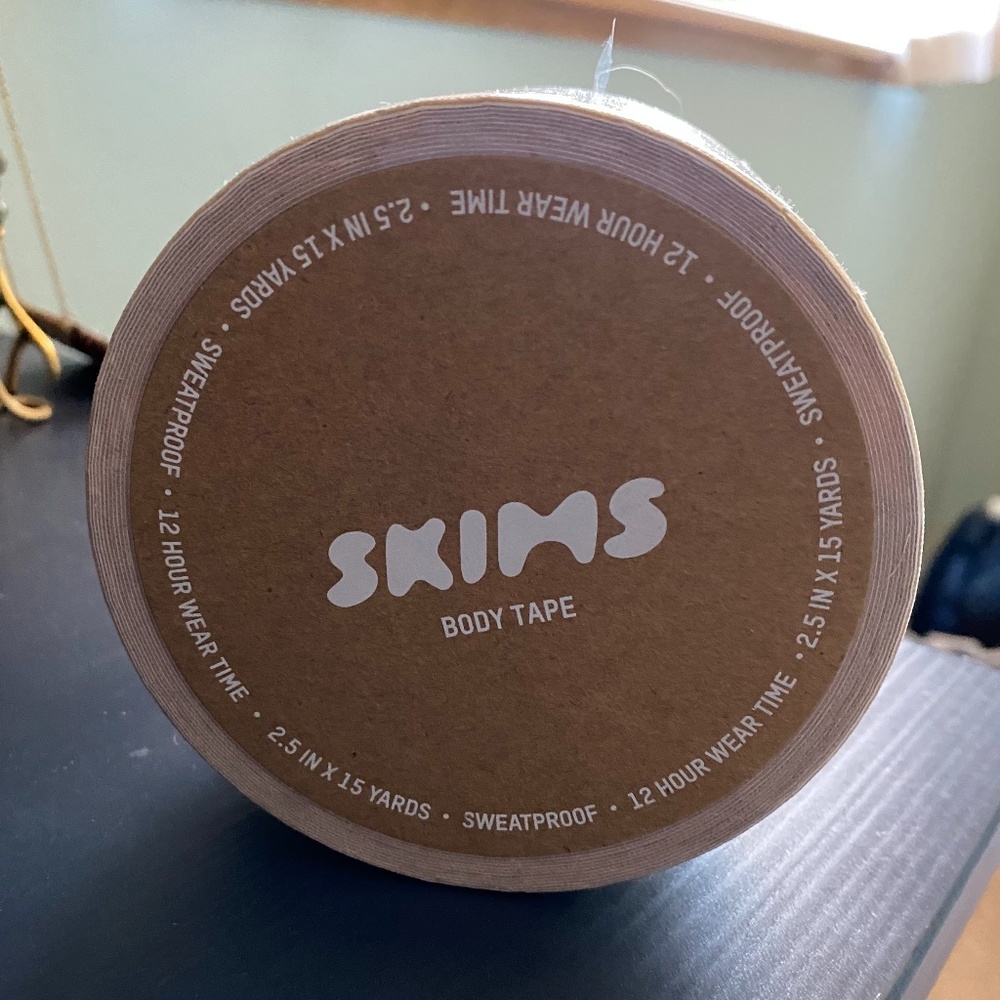 SKIMS
BODY TAPE
2.5 IN X 15 YARDS • SWEATPROOF • 12 HOUR WEAR TIME • 2.5 IN X 15 YARDS • SWEATPROOF • 12 HOUR WEAR TIME • 2.5 IN X 15 YARDS • SWEATPROOF • 12 HOUR WEAR TIME •